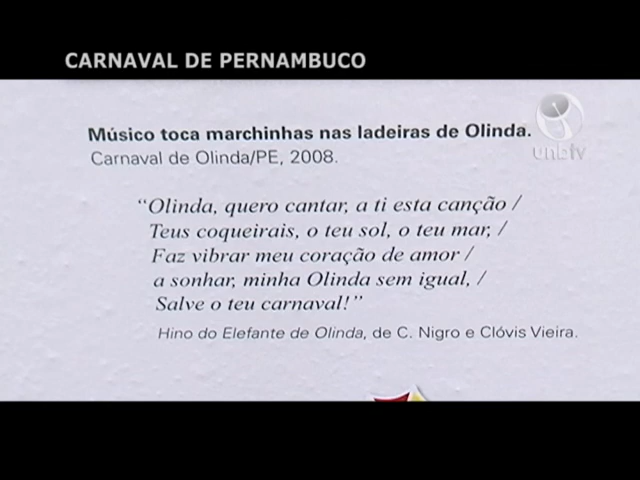 CARNAVAL DE PERNAMBUCO
Músico toca marchinhas nas ladeiras de Olinda.
Carnaval de Olinda/PE, 2008.
unbtv
“Olinda, quero cantar, a ti esta canção /
Teus coqueirais, o teu sol, o teu mar, /
Faz vibrar meu coração de amor /
a sonhar, minha Olinda sem igual, /
Salve o teu carnaval!”
Hino do Elefante de Olinda, de C. Nigro e Clóvis Vieira.